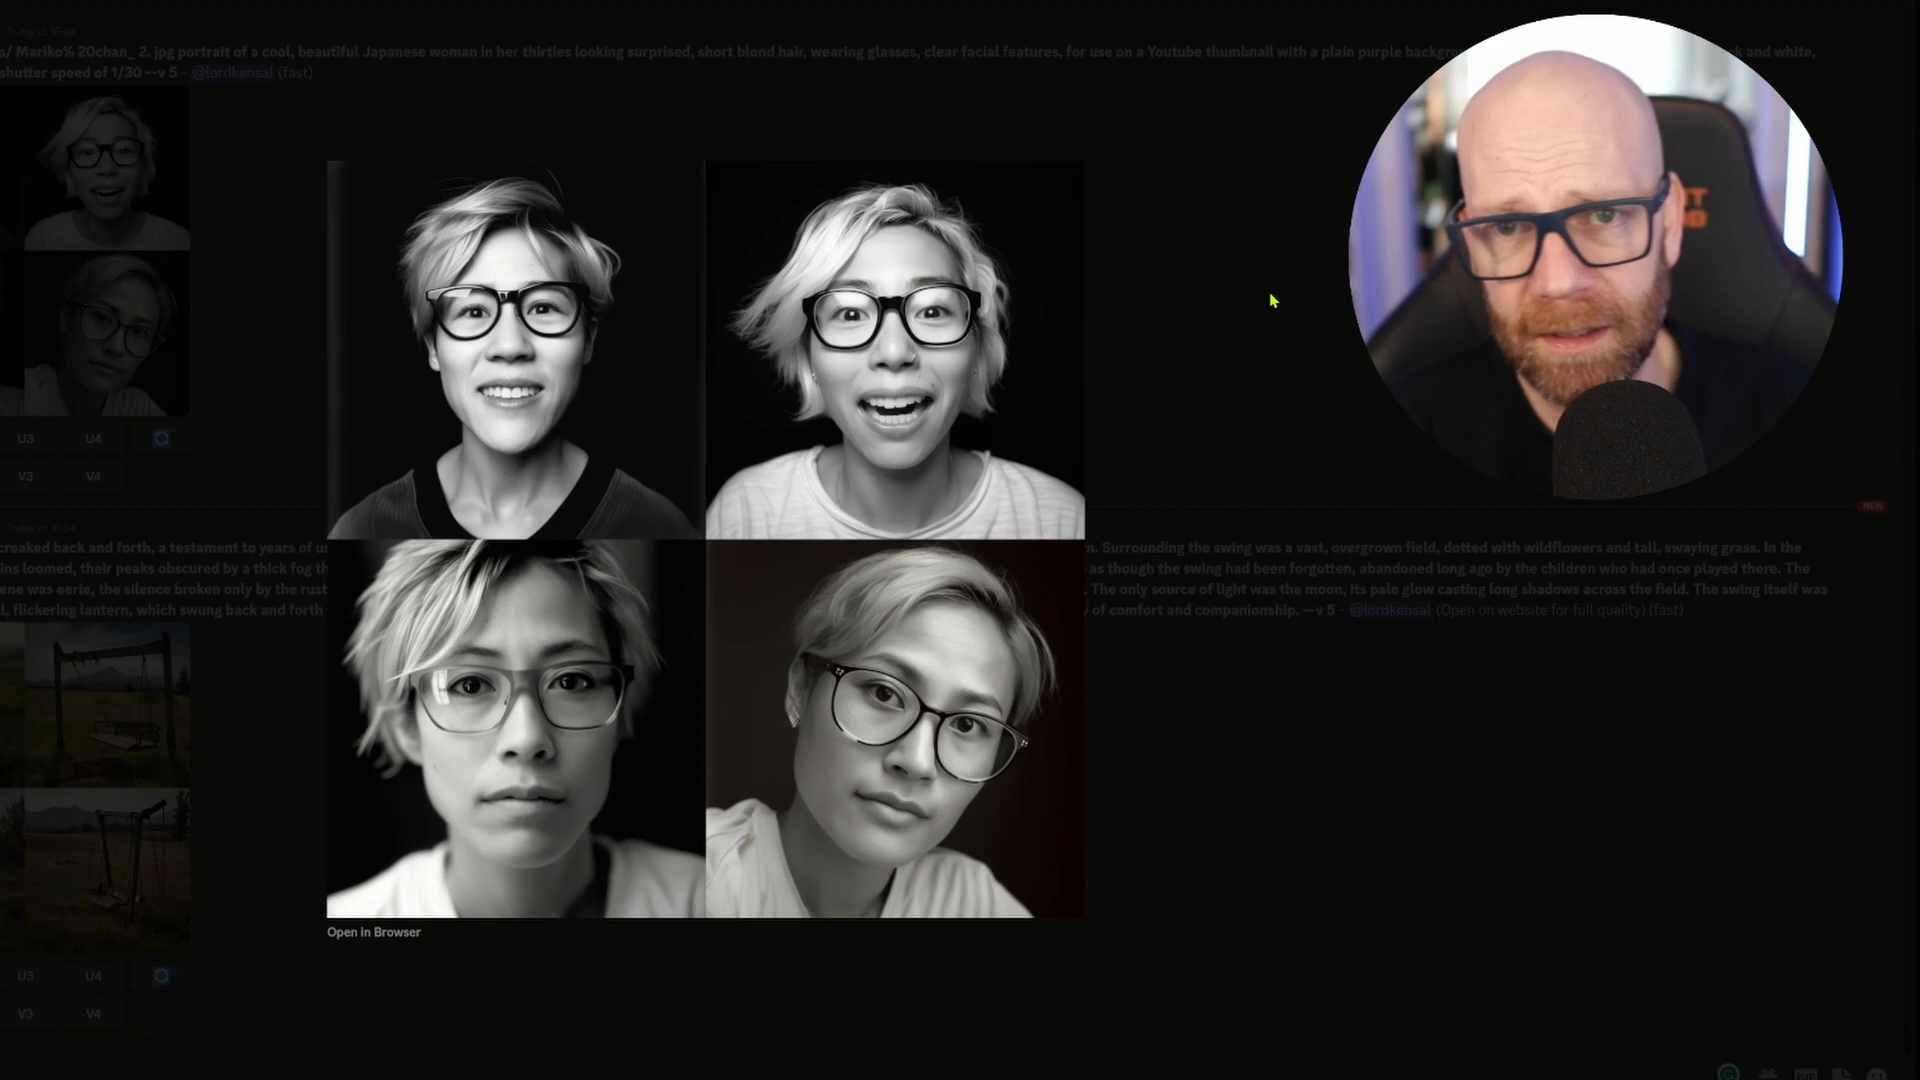 Today at 15:44
s/ Mariko% 20chan_ 2. jpg portrait of a cool, beautiful Japanese woman in her thirties looking surprised, short blond hair, wearing glasses, clear facial features, for use on a Youtube thumbnail with a plain purple backgro k and white,
shutter speed of 1/30 --v 5 - @lordkensal (fast)
U3 U4
V3 V4
NEW
creaked back and forth, a testament to years of us n. Surrounding the swing was a vast, overgrown field, dotted with wildflowers and tall, swaying grass. In the
ins loomed, their peaks obscured by a thick fog th as though the swing had been forgotten, abandoned long ago by the children who had once played there. The
ene was eerie, the silence broken only by the rust . The only source of light was the moon, its pale glow casting long shadows across the field. The swing itself was
l, flickering lantern, which swung back and forth y of comfort and companionship. --v 5 - @lordkensal (Open on website for full quality) (fast)
Open in Browser
U3 U4
V3 V4
GIF